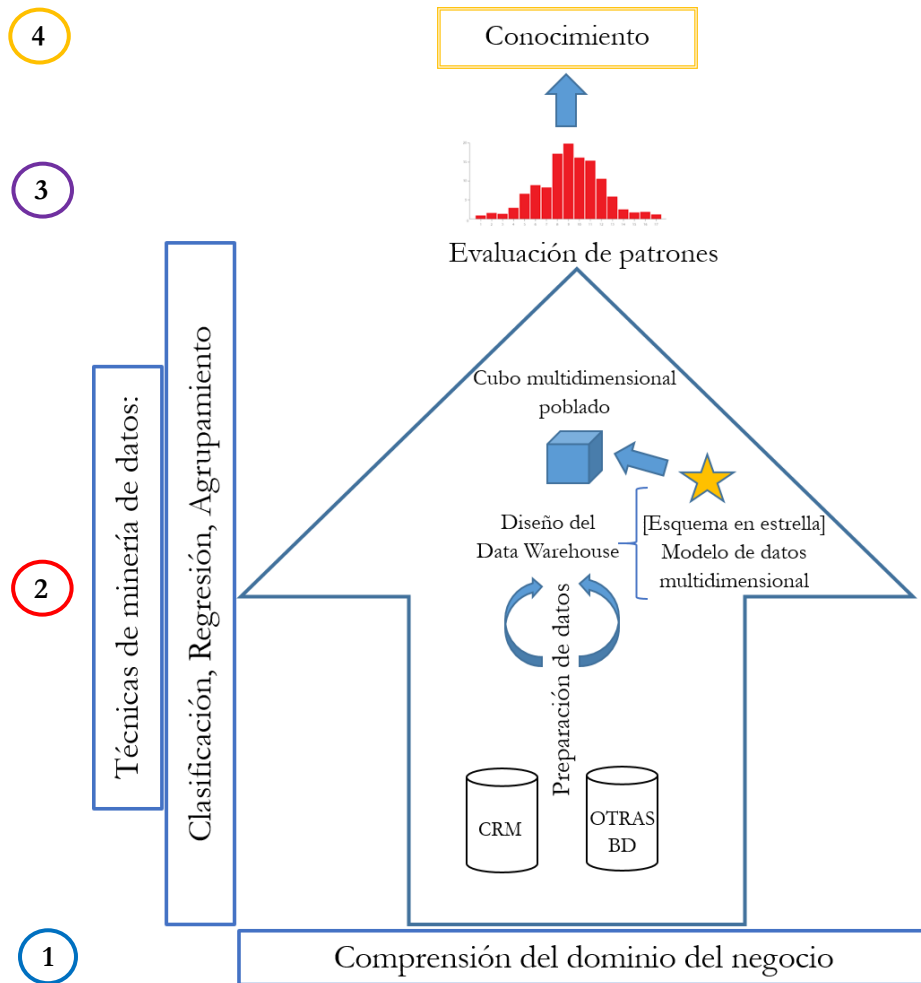 4
Conocimiento
3
Evaluación de patrones
Técnicas de minería de datos:
Clasificación, Regresión, Agrupamiento
Cubo multidimensional
poblado
Diseño del
Data Warehouse
[Esquema en estrella]
Modelo de datos
multidimensional
2
Preparación de datos
CRM
OTRAS
BD
1
Comprensión del dominio del negocio